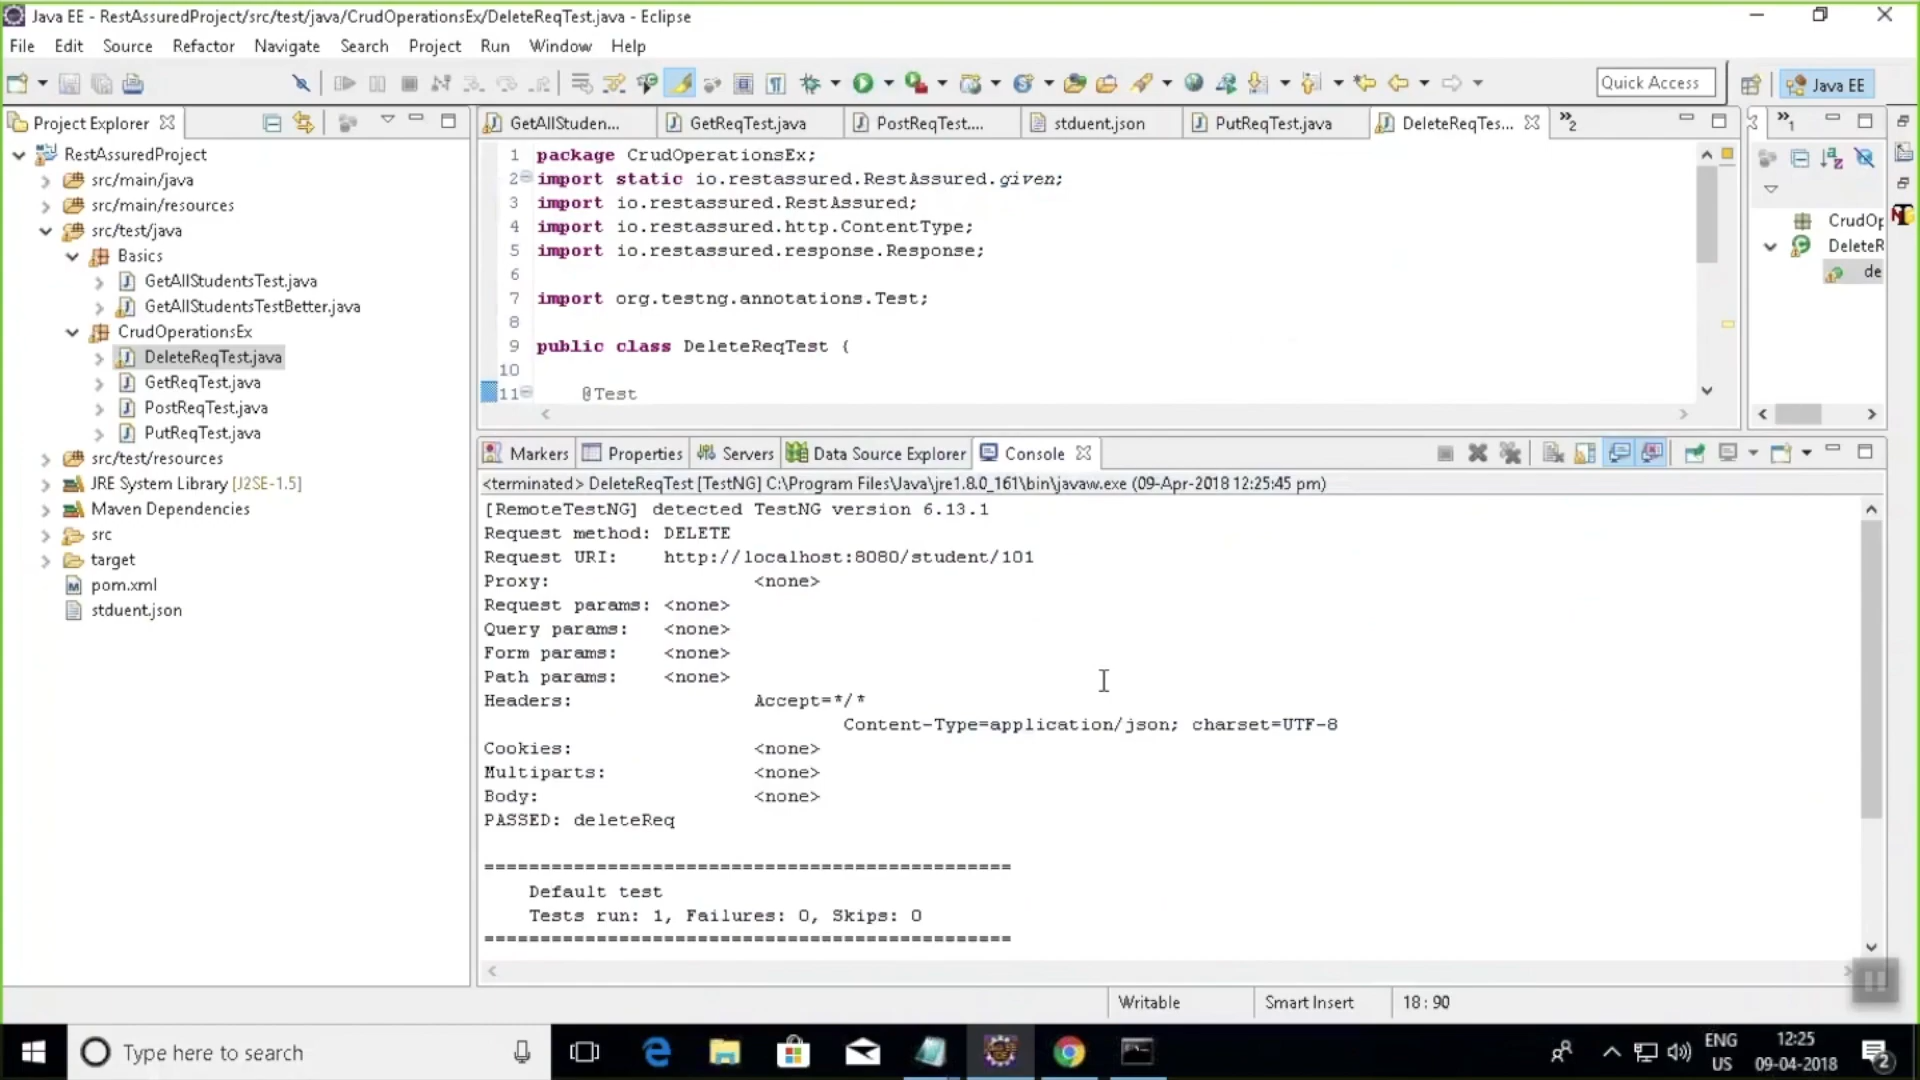 Java EE - RestAssuredProject/src/test/java/CrudOperationsEx/DeleteReqTest.java - Eclipse
File Edit Source Refactor Navigate Search Project Run Window Help
Quick Access
Java EE
Project Explorer
RestAssuredProject
src/main/java
src/main/resources
src/test/java
Basics
GetAllStudentsTest.java
GetAllStudentsTestBetter.java
CrudOperationsEx
DeleteReqTest.java
GetReqTest.java
PostReqTest.java
PutReqTest.java
src/test/resources
JRE System Library [J2SE-1.5]
Maven Dependencies
src
target
pom.xml
stduent.json
GetAllStuden... GetReqTest.java PostReqTest.... stduent.json PutReqTest.java DeleteReqTes... »2
1 package CrudOperationsEx;
2 import static io.restassured.RestAssured.given;
3 import io.restassured.RestAssured;
4 import io.restassured.http.ContentType;
5 import io.restassured.response.Response;
6
7 import org.testng.annotations.Test;
8
9 public class DeleteReqTest {
10
11 @Test
»1
CrudOp
DeleteR
de
Markers Properties Servers Data Source Explorer Console
<terminated> DeleteReqTest [TestNG] C:\Program Files\Java\jre1.8.0_161\bin\javaw.exe (09-Apr-2018 12:25:45 pm)
[RemoteTestNG] detected TestNG version 6.13.1
Request method: DELETE
Request URI: http://localhost:8080/student/101
Proxy: <none>
Request params: <none>
Query params: <none>
Form params: <none>
Path params: <none>
Headers: Accept=*/*
Content-Type=application/json; charset=UTF-8
Cookies: <none>
Multiparts: <none>
Body: <none>
PASSED: deleteReq
===============================================
Default test
Tests run: 1, Failures: 0, Skips: 0
===============================================
Writable Smart Insert 18 : 90
Type here to search
ENG
US
12:25
09-04-2018
2